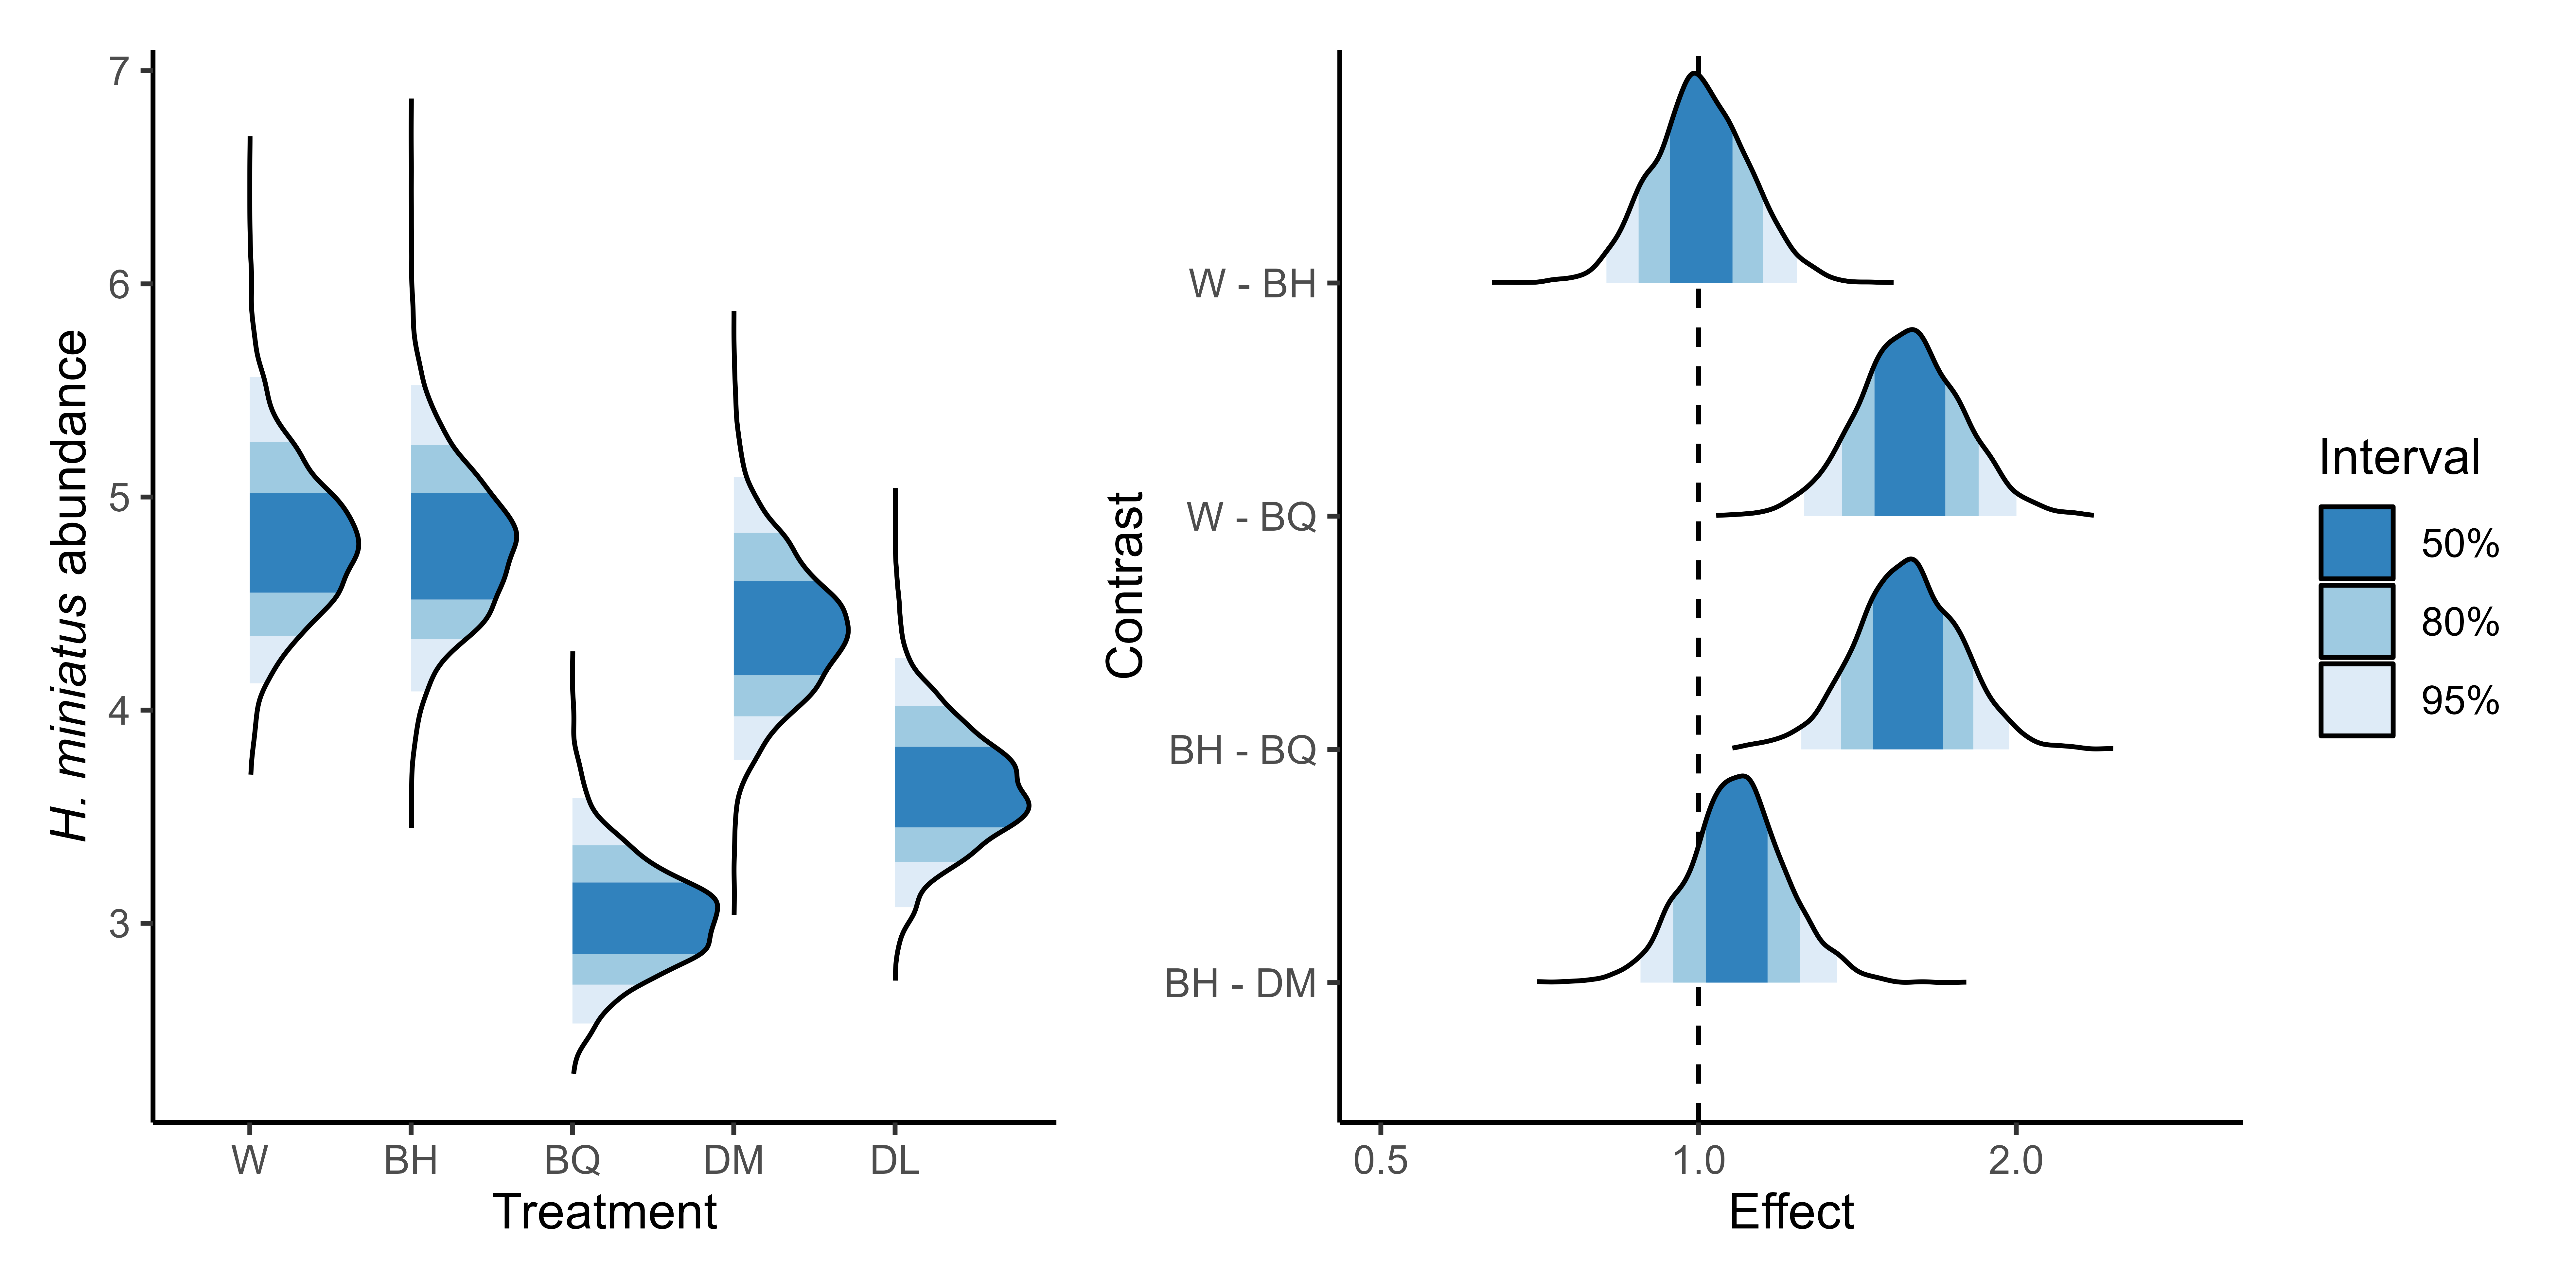 H. miniatus abundance
7
6
5
4
3
W BH BQ DM DL
Treatment
Contrast
W - BH
W - BQ
BH - BQ
BH - DM
0.5 1.0 2.0
Effect
Interval
50%
80%
95%